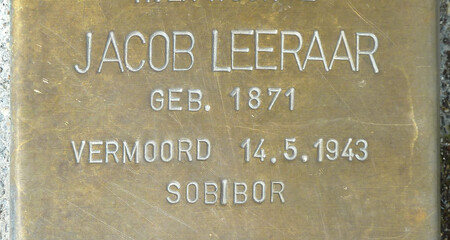 JACOB LEERAAR
GEB. 1871
VERMOORD 14.5.1943
SOBIBOR